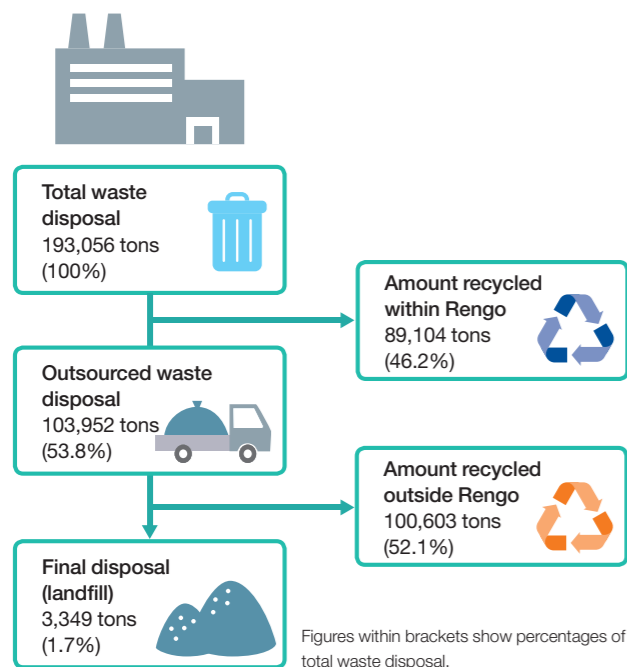 Total waste
disposal
193,056 tons
(100%)
Amount recycled
within Rengo
89,104 tons
(46.2%)
Outsourced waste
disposal
103,952 tons
(53.8%)
Amount recycled
outside Rengo
100,603 tons
(52.1%)
Final disposal
(landfill)
3,349 tons
(1.7%)
Figures within brackets show percentages of
total waste disposal.